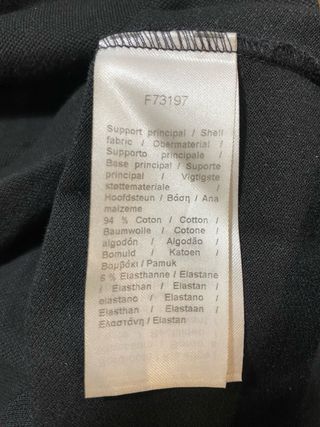 F73197
Support principal / Shell
fabric / Obermaterial /
Supporto principale /
Base principal / Suporte
principal / Vigtigste
støttemateriale /
Hoofdsteun / Βάση / Ana
malzeme
94 % Coton / Cotton /
Baumwolle / Cotone /
algodón / Algodão /
Bomuld / Katoen /
Βαμβάκι / Pamuk
6 % Elasthanne / Elastane
/ Elasthan / Elastan /
elastano / Elastano /
Elasthan / Elastaan /
Ελαστάνη / Elastan